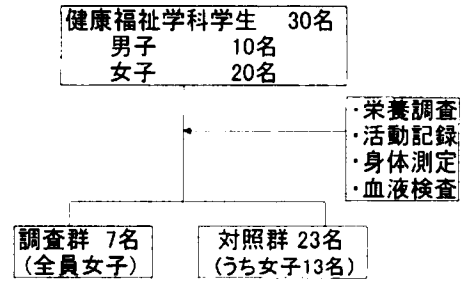 健康福祉学科学生 30名
男子 10名
女子 20名
・栄養調査
・活動記録
・身体測定
・血液検査
調査群 7名
(全員女子)
対照群 23名
(うち女子13名)